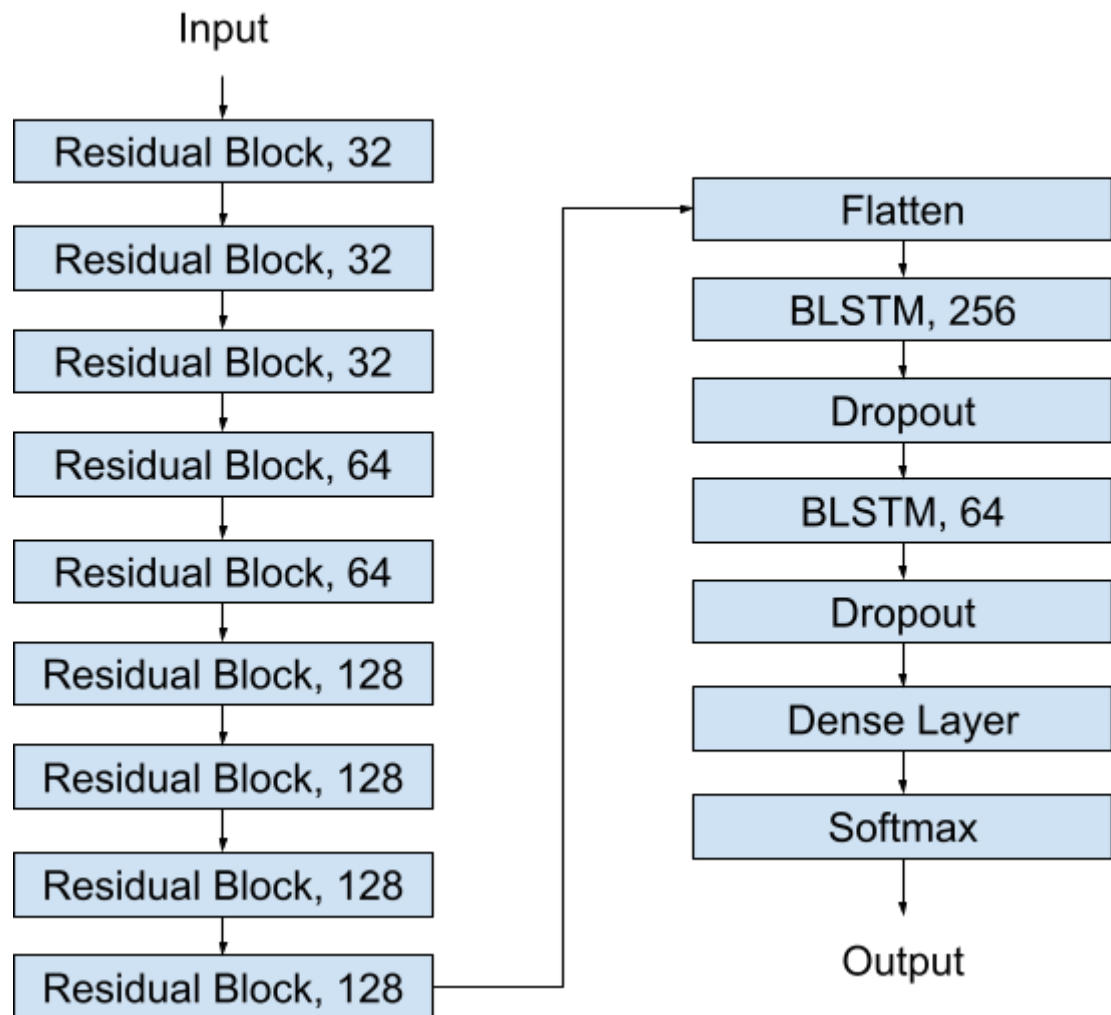 Input
Residual Block, 32
Residual Block, 32
Residual Block, 32
Residual Block, 64
Residual Block, 64
Residual Block, 128
Residual Block, 128
Residual Block, 128
Residual Block, 128
Flatten
BLSTM, 256
Dropout
BLSTM, 64
Dropout
Dense Layer
Softmax
Output